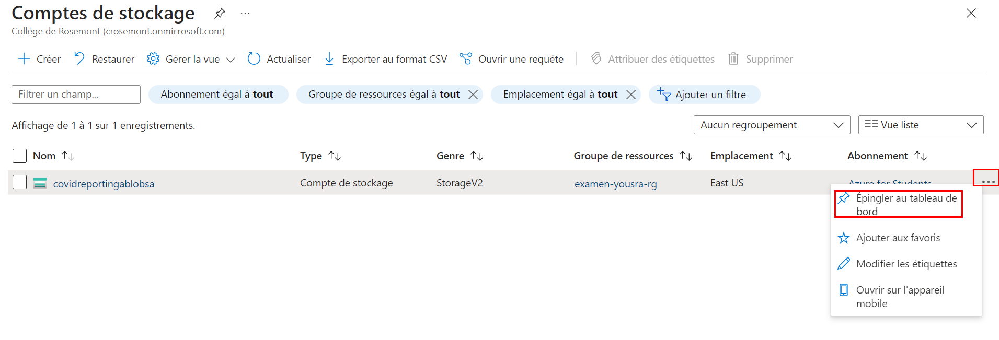 Comptes de stockage
Collège de Rosemont (crosemont.onmicrosoft.com)
Créer Restaurer Gérer la vue Actualiser Exporter au format CSV Ouvrir une requête Attribuer des étiquettes Supprimer
Filtrer un champ... Abonnement égal à tout Groupe de ressources égal à tout Emplacement égal à tout Ajouter un filtre
Affichage de 1 à 1 sur 1 enregistrements. Aucun regroupement Vue liste
Nom Type Genre Groupe de ressources Emplacement Abonnement
covidreportingablobsa Compte de stockage StorageV2 examen-yousra-rg East US Azure for Students
Épingler au tableau de
bord
Ajouter aux favoris
Modifier les étiquettes
Ouvrir sur l'appareil
mobile